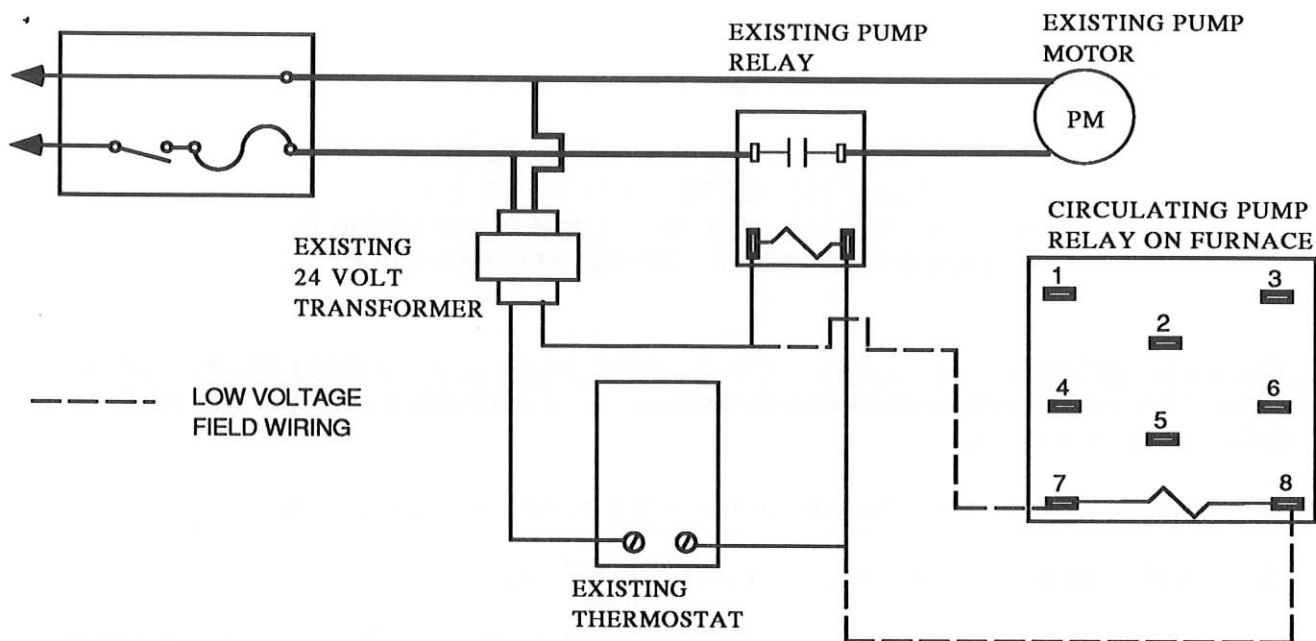 EXISTING PUMP
RELAY
EXISTING PUMP
MOTOR
PM
EXISTING
24 VOLT
TRANSFORMER
CIRCULATING PUMP
RELAY ON FURNACE
1
3
2
4
6
5
7
8
LOW VOLTAGE
FIELD WIRING
EXISTING
THERMOSTAT